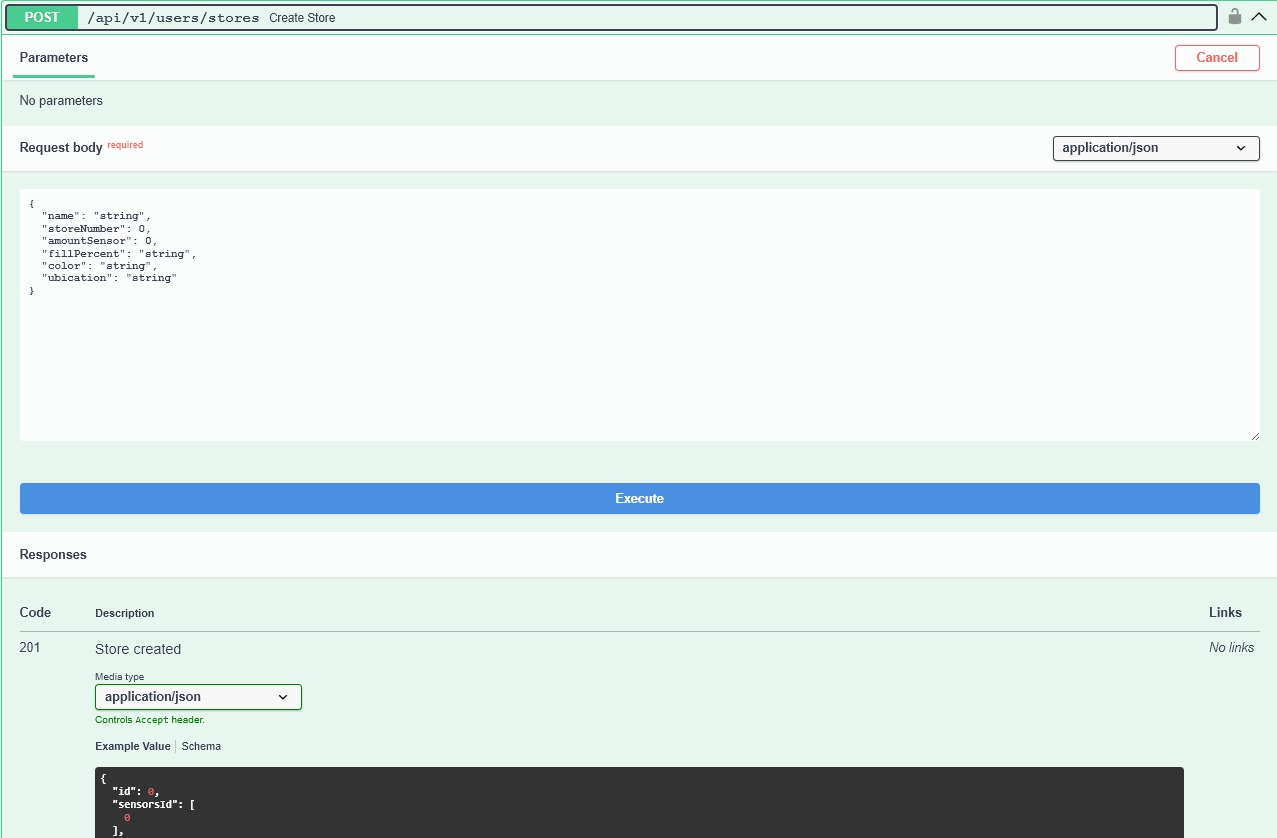 POST /api/v1/users/stores Create Store
Parameters
Cancel
No parameters
Request body required
application/json
{
  "name": "string",
  "storeNumber": 0,
  "amountSensor": 0,
  "fillPercent": "string",
  "color": "string",
  "ubication": "string"
}
Execute
Responses
Code Description Links
201 Store created No links
Media type
application/json
Controls Accept header.
Example Value Schema
{
  "id": 0,
  "sensorsId": [
    0
  ],